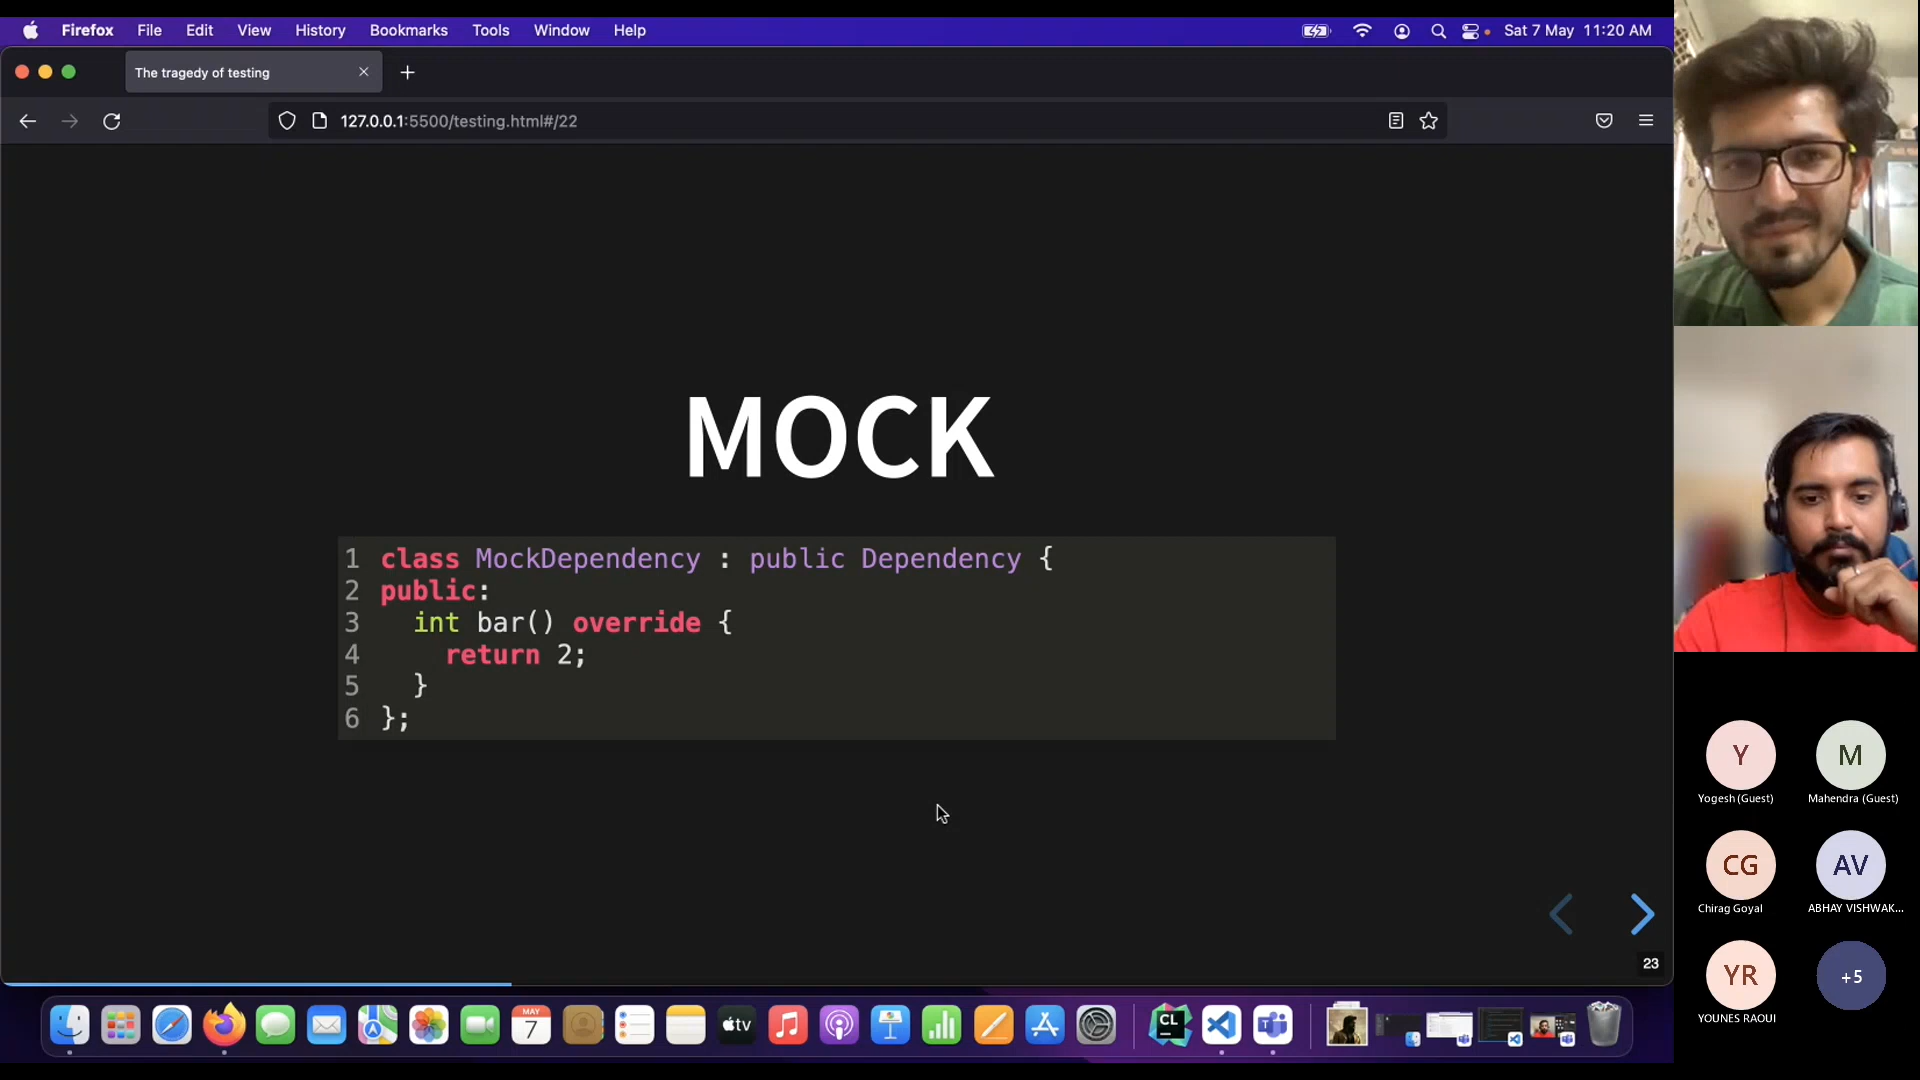 Firefox File Edit View History Bookmarks Tools Window Help Sat 7 May 11:20 AM
The tragedy of testing
127.0.0.1:5500/testing.html#/22
MOCK
1 class MockDependency : public Dependency {
2 public:
3 int bar() override {
4 return 2;
5 }
6 };
23
Y M
Yogesh (Guest) Mahendra (Guest)
CG AV
Chirag Goyal ABHAY VISHWAK...
YR +5
YOUNES RAOUI
MAY
7
tv
CL